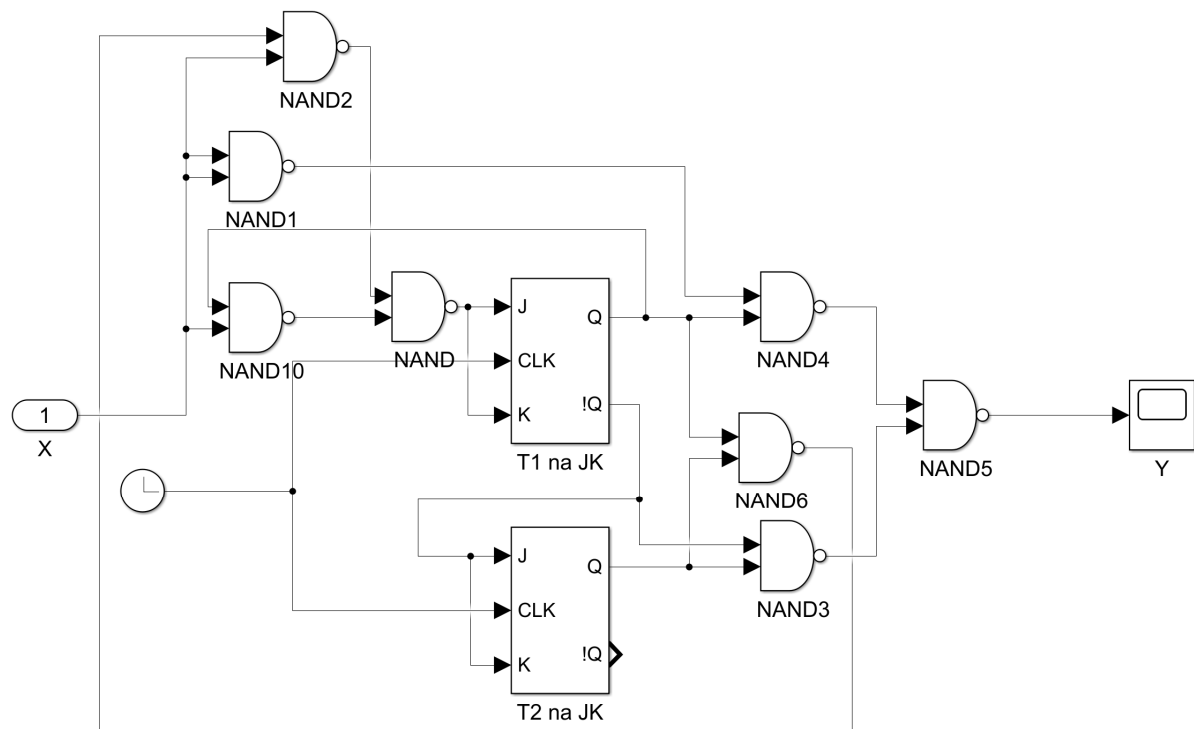 NAND2
NAND1
NAND10
NAND
J
CLK
K
Q
!Q
T1 na JK
NAND4
1
X
NAND6
NAND5
Y
J
CLK
K
Q
!Q
T2 na JK
NAND3